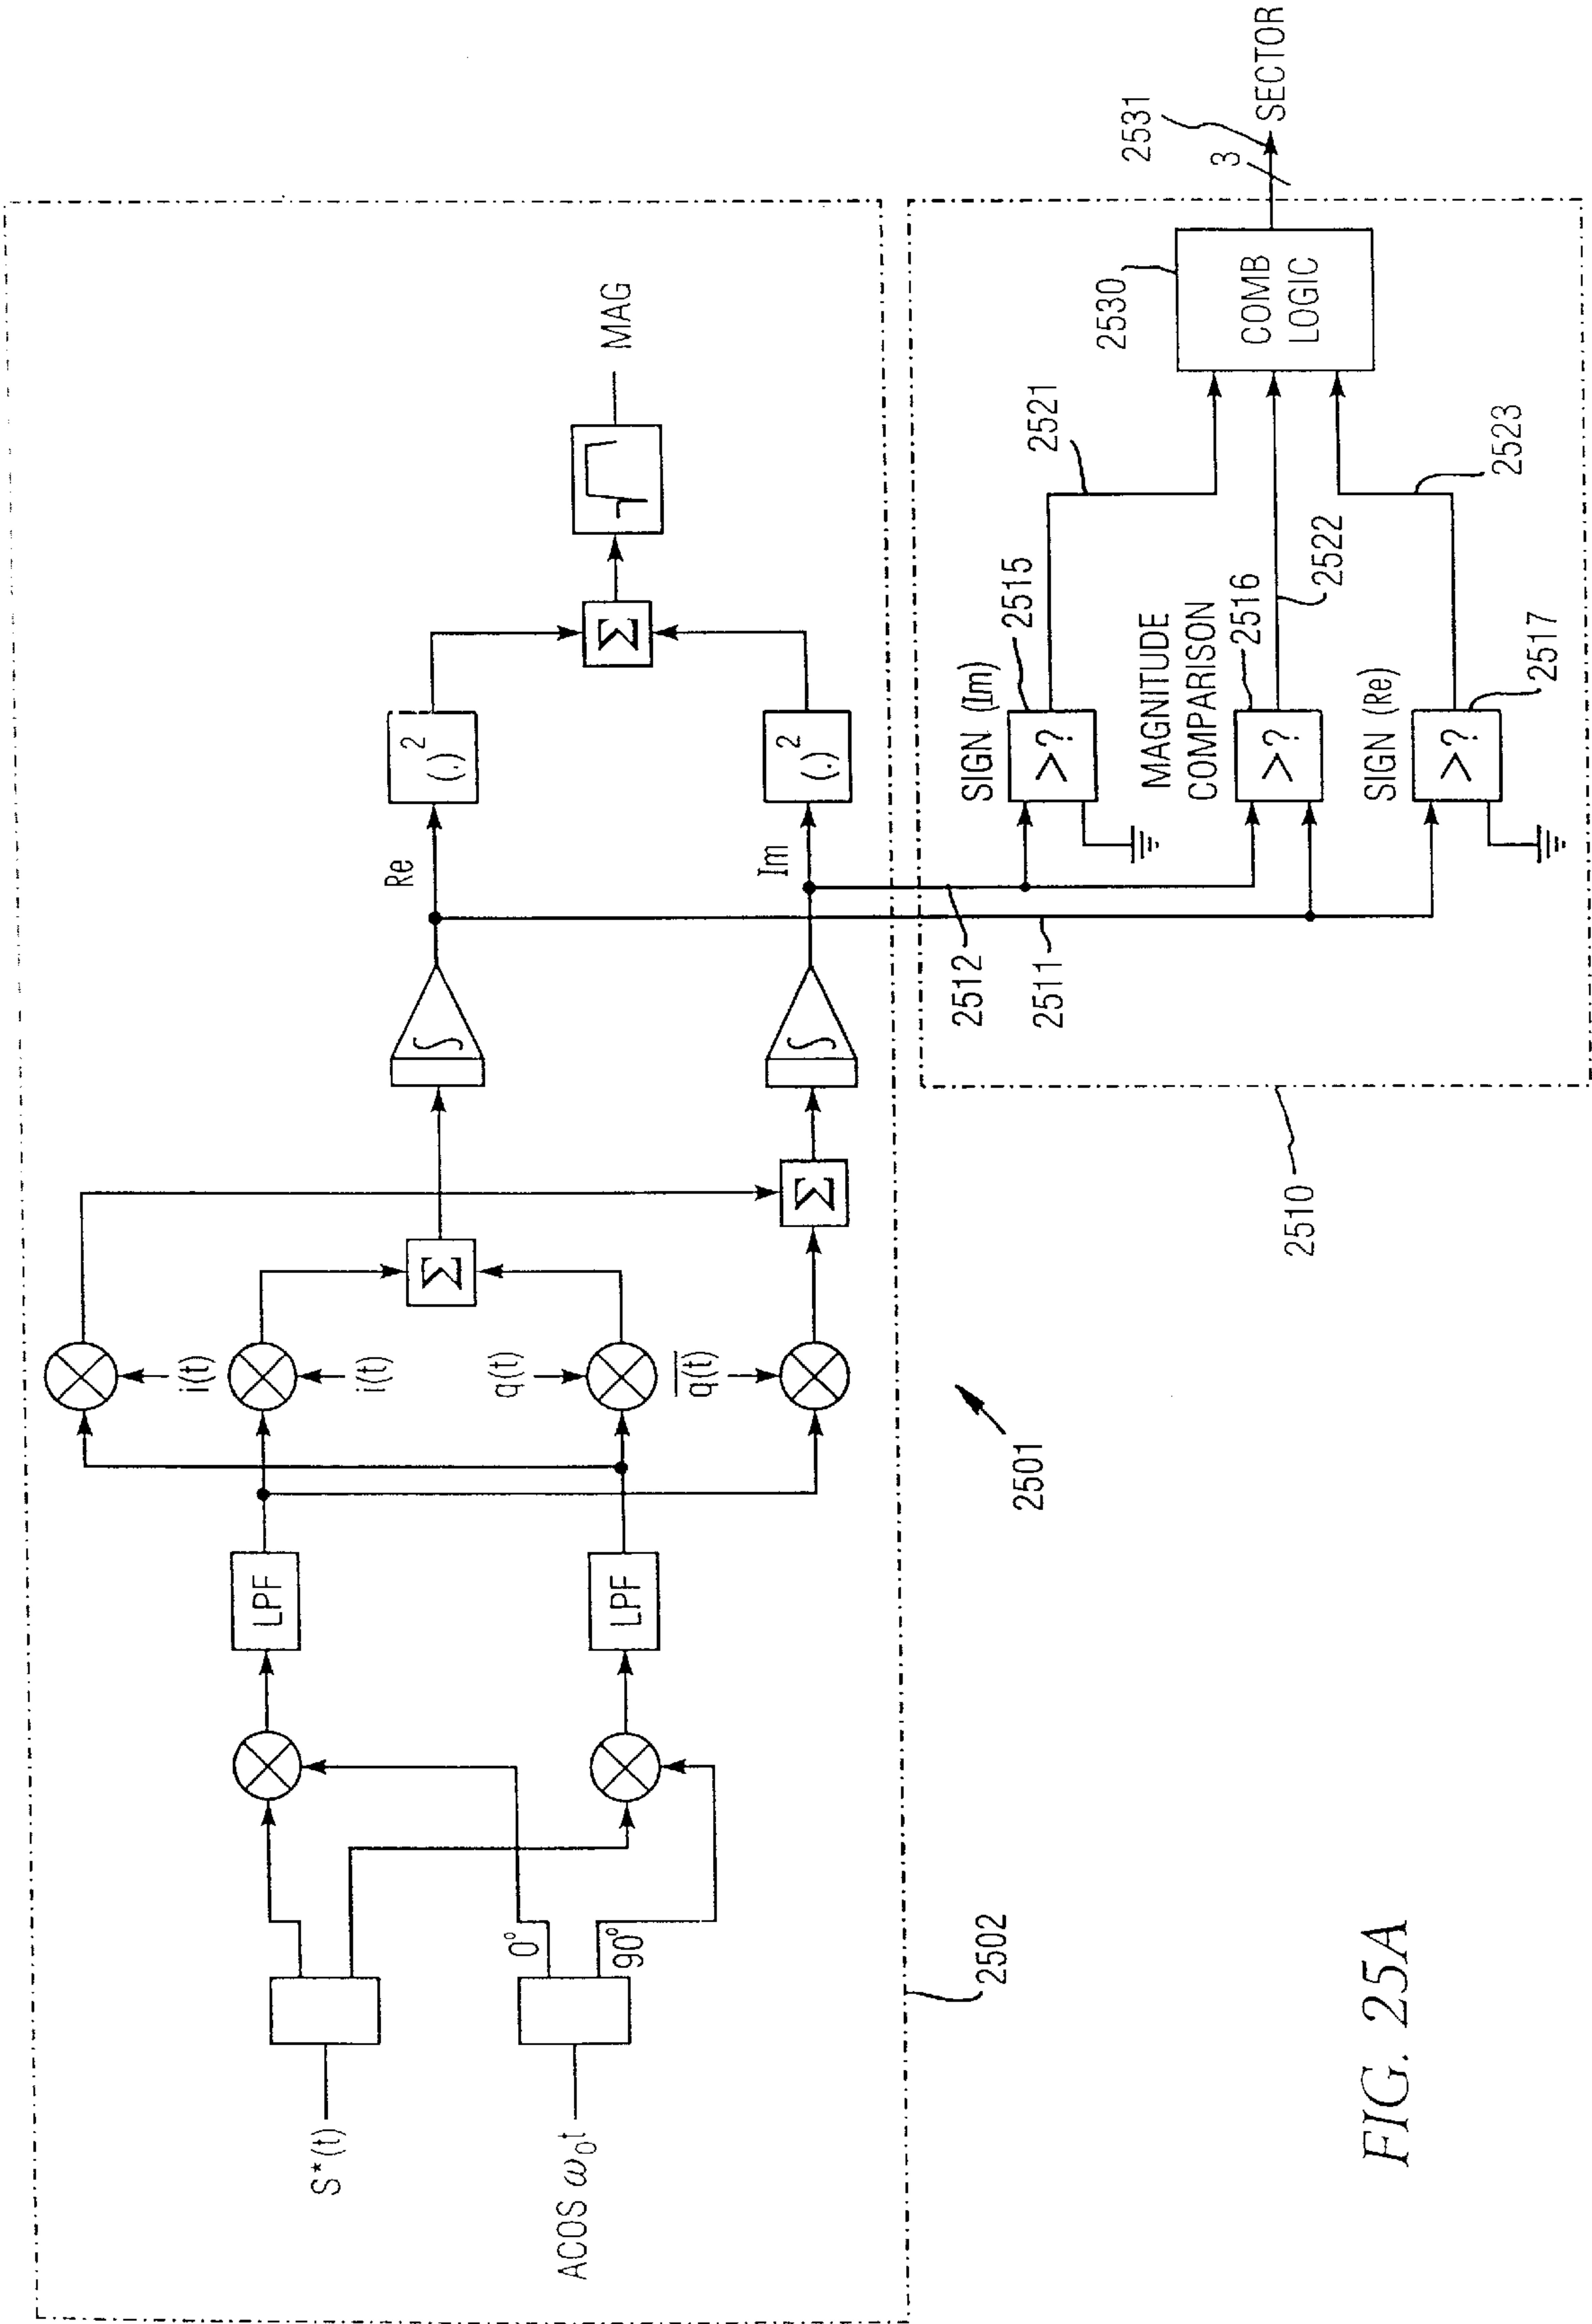 S*(t)
ACOS ω₀t
0°
90°
LPF
LPF
i(t)
i(t)
q(t)
q(t)
Σ
Σ
∫
∫
Re
Im
(.)²
(.)²
Σ
MAG
2501
2502
2512
2511
2510
SIGN (Im)
>?
2515
MAGNITUDE
COMPARISON
>?
2516
SIGN (Re)
>?
2517
2521
2522
2523
2530
COMB
LOGIC
2531
3
SECTOR
FIG. 25A